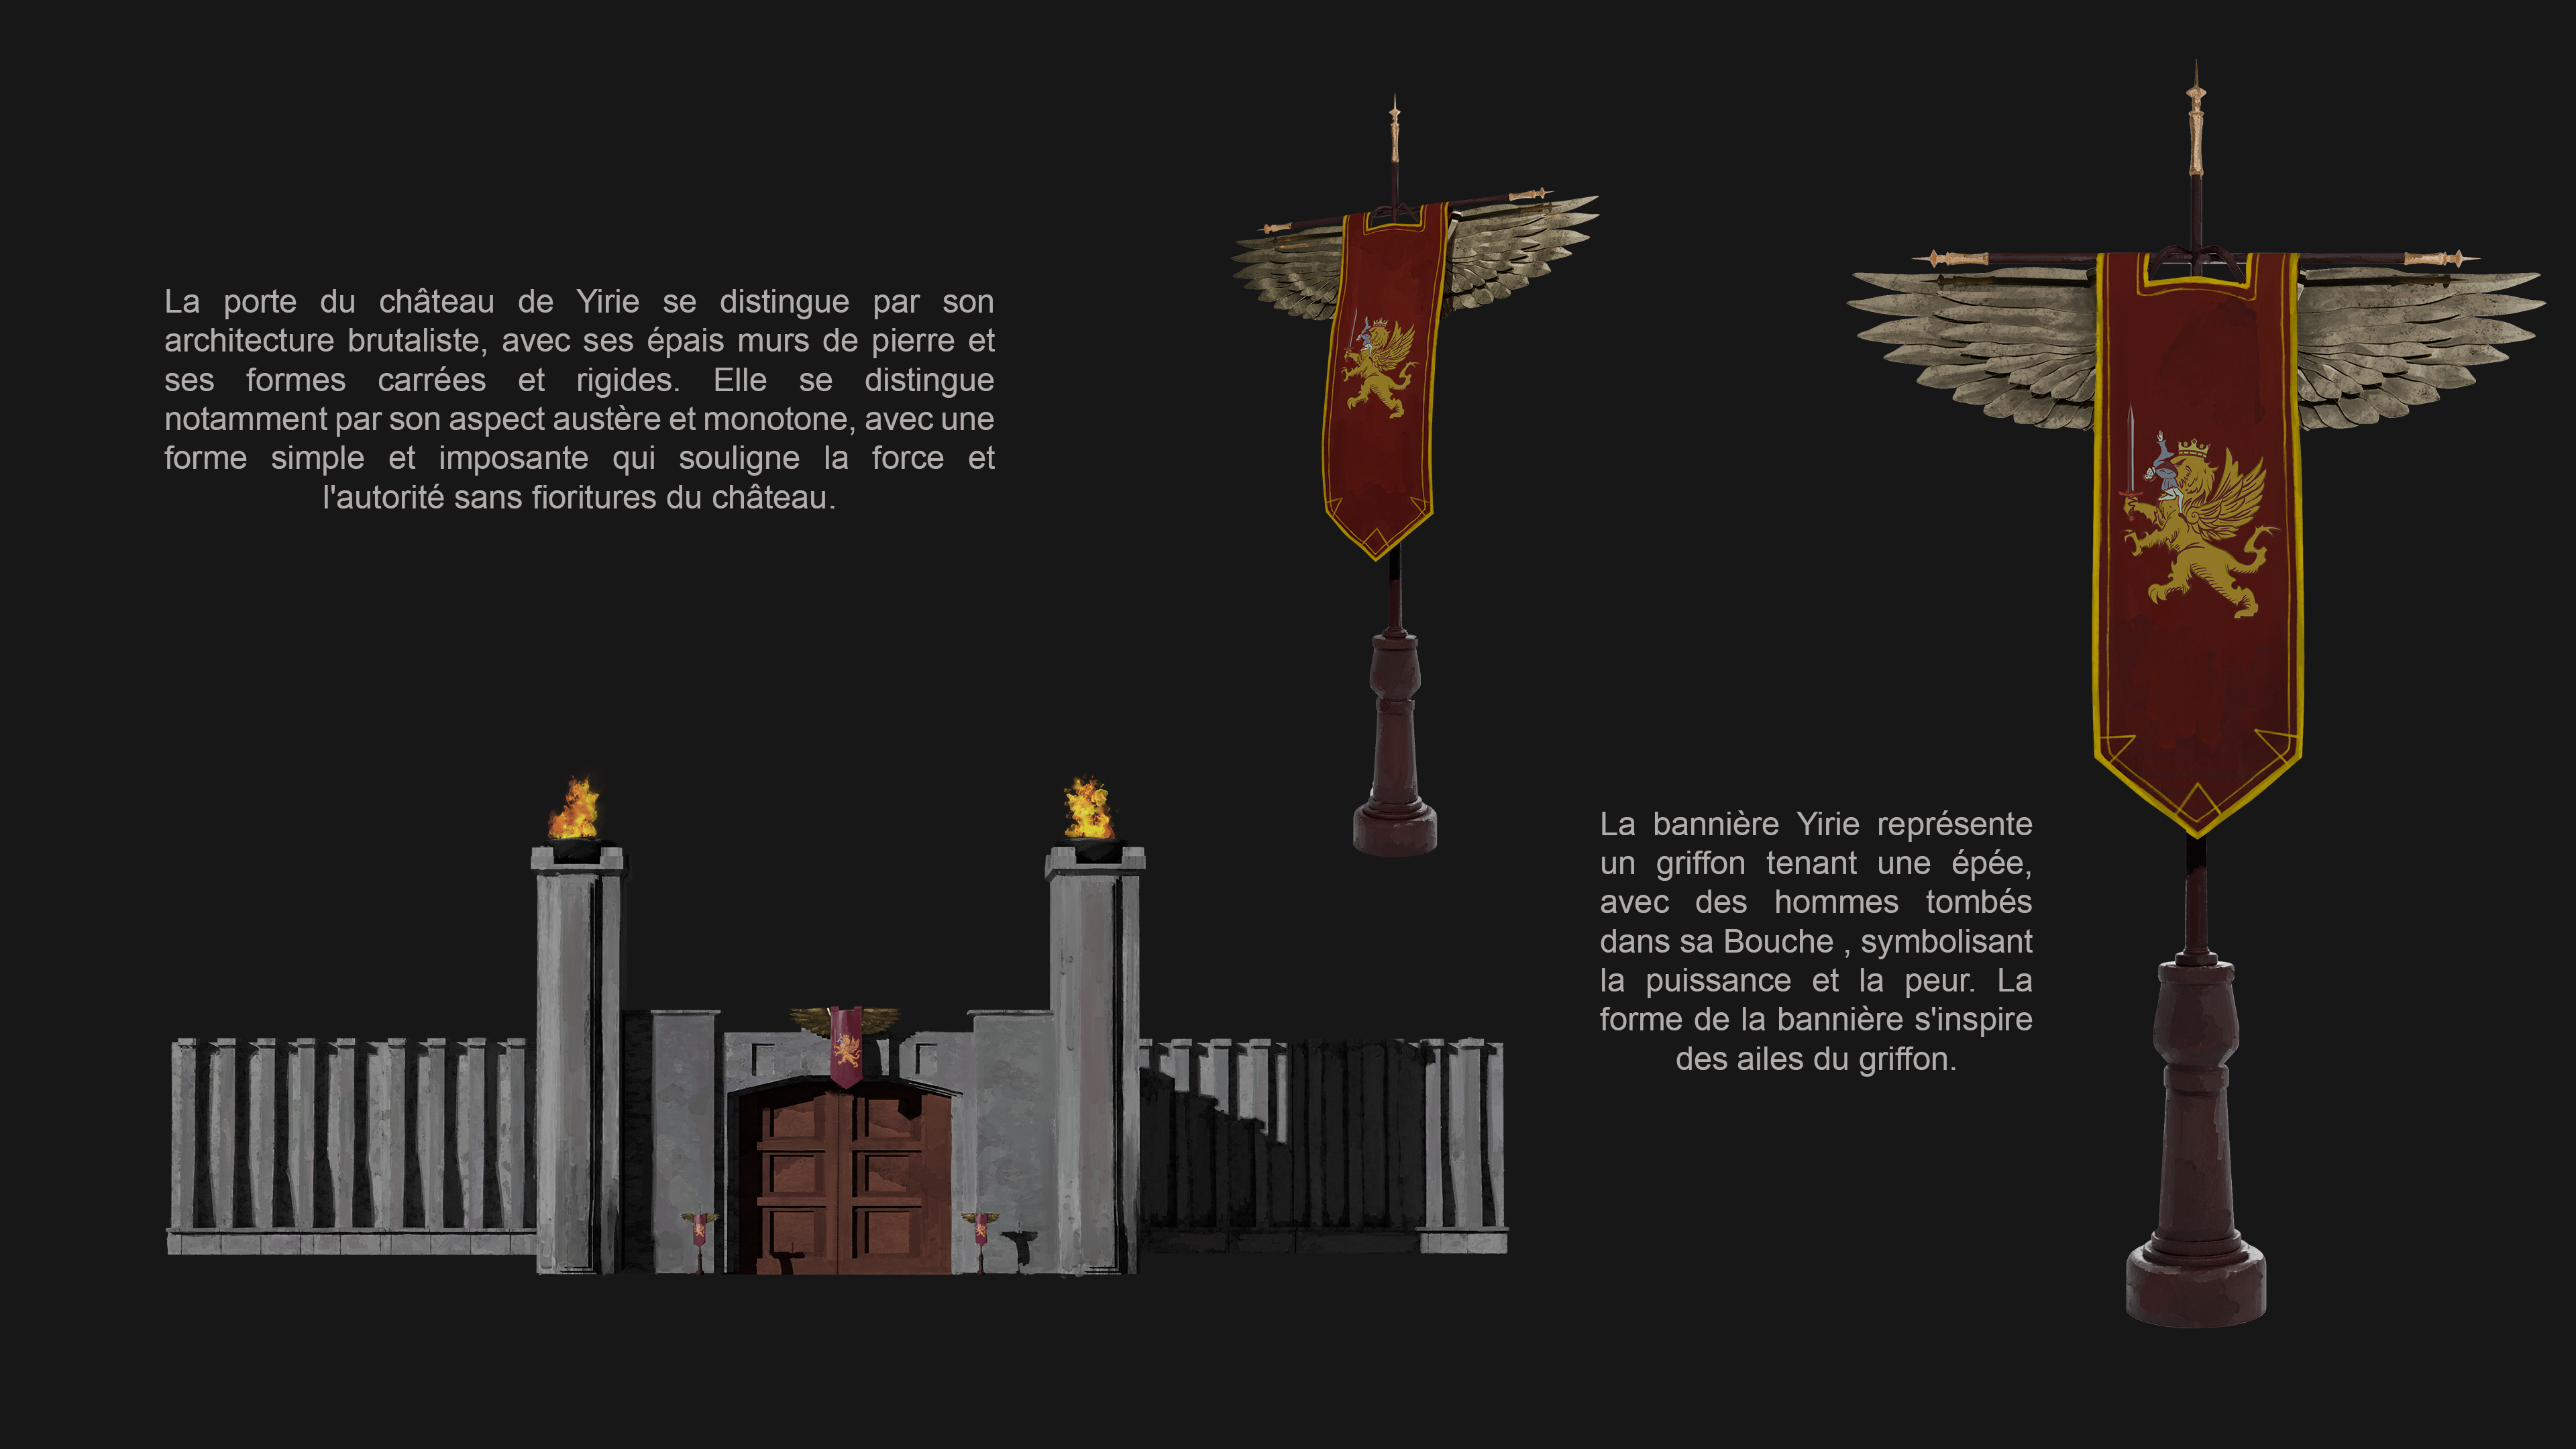 La porte du château de Yirie se distingue par son
architecture brutaliste, avec ses épais murs de pierre et
ses formes carrées et rigides. Elle se distingue
notamment par son aspect austère et monotone, avec une
forme simple et imposante qui souligne la force et
l'autorité sans fioritures du château.
La bannière Yirie représente
un griffon tenant une épée,
avec des hommes tombés
dans sa Bouche , symbolisant
la puissance et la peur. La
forme de la bannière s'inspire
des ailes du griffon.